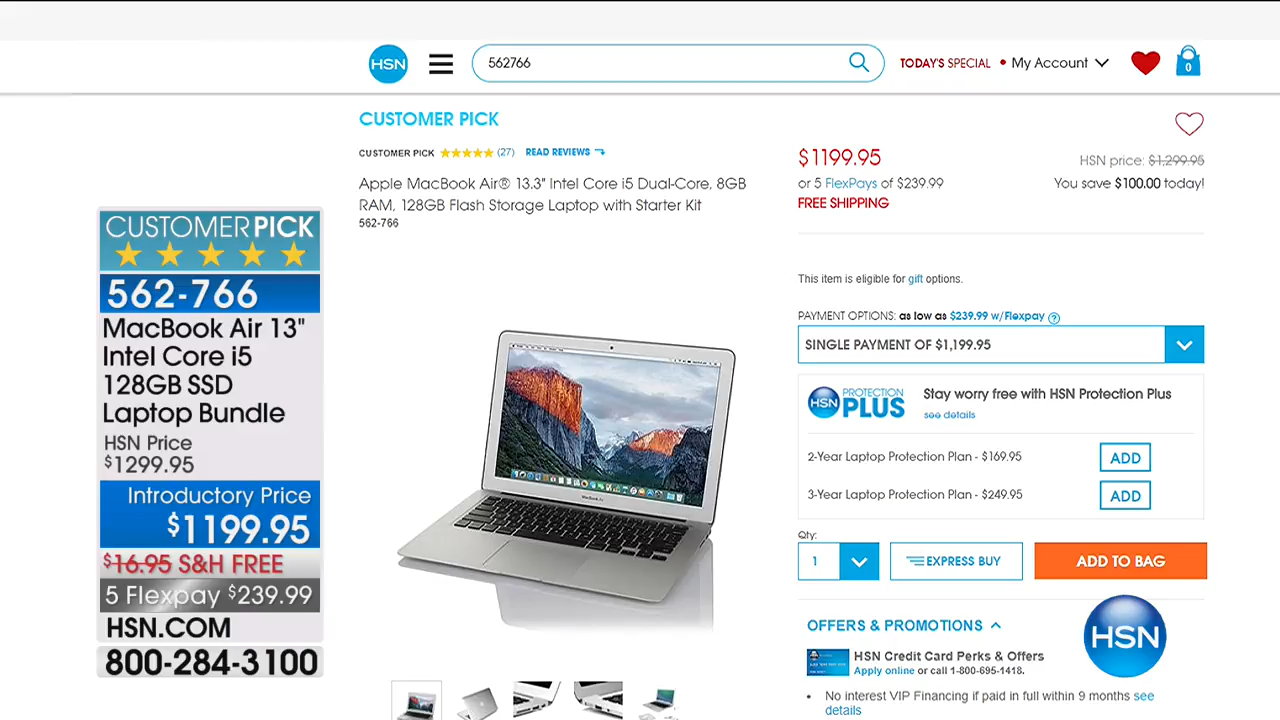 HSN
562766
TODAY'S SPECIAL • My Account
0
CUSTOMER PICK
CUSTOMER PICK (27) READ REVIEWS
Apple MacBook Air® 13.3" Intel Core i5 Dual-Core, 8GB
RAM, 128GB Flash Storage Laptop with Starter Kit
562-766
$1199.95
HSN price: $1,299.95
or 5 FlexPays of $239.99
You save $100.00 today!
FREE SHIPPING
This item is eligible for gift options.
PAYMENT OPTIONS: as low as $239.99 w/Flexpay ?
SINGLE PAYMENT OF $1,199.95
HSN PROTECTION PLUS
Stay worry free with HSN Protection Plus
see details
2-Year Laptop Protection Plan - $169.95 ADD
3-Year Laptop Protection Plan - $249.95 ADD
Qty:
1
EXPRESS BUY
ADD TO BAG
OFFERS & PROMOTIONS
HSN Credit Card Perks & Offers
Apply online or call 1-800-695-1418.
• No interest VIP Financing if paid in full within 9 months see
details
HSN
CUSTOMER PICK
562-766
MacBook Air 13"
Intel Core i5
128GB SSD
Laptop Bundle
HSN Price
$1299.95
Introductory Price
$1199.95
$16.95 S&H FREE
5 Flexpay $239.99
HSN.COM
800-284-3100
MacBook Air